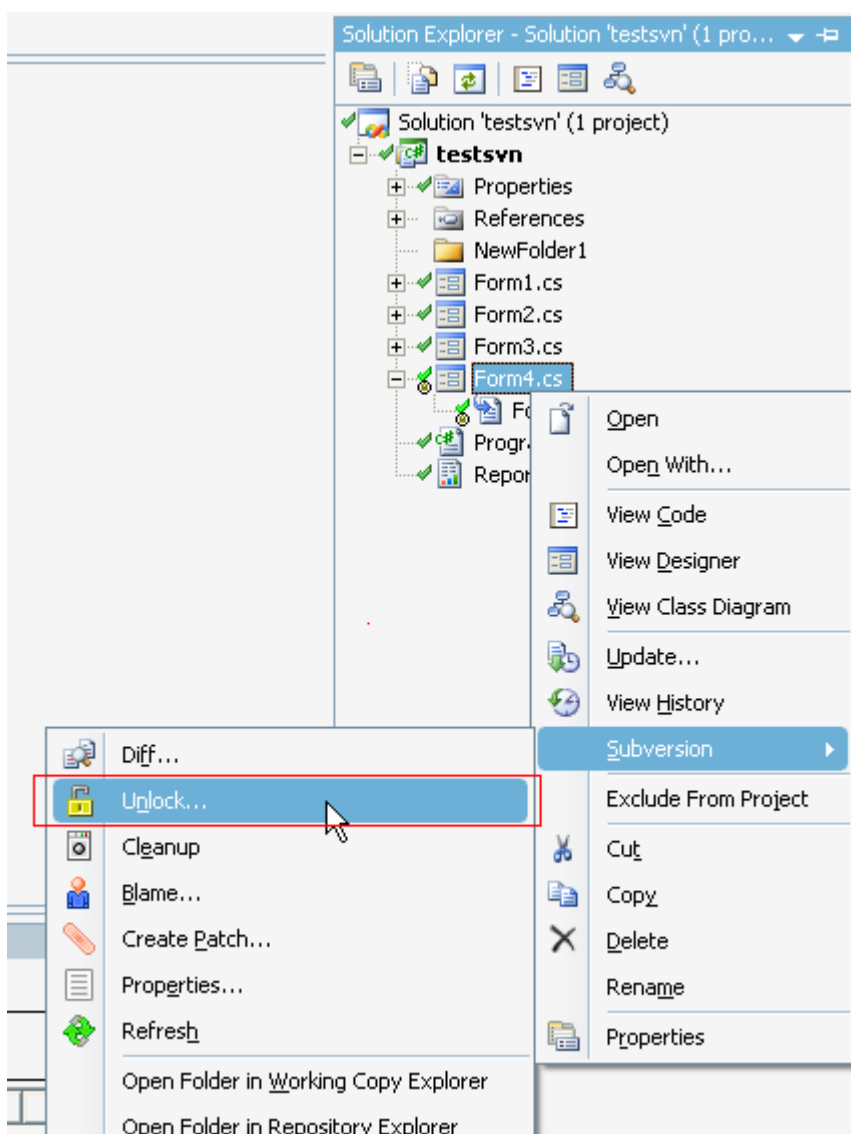 Solution Explorer - Solution 'testsvn' (1 pro...
Solution 'testsvn' (1 project)
testsvn
Properties
References
NewFolder1
Form1.cs
Form2.cs
Form3.cs
Form4.cs
Fo
Progr
Repor
Open
Open With...
View Code
View Designer
View Class Diagram
Update...
View History
Subversion
Exclude From Project
Cut
Copy
Delete
Rename
Properties
Diff...
Unlock...
Cleanup
Blame...
Create Patch...
Properties...
Refresh
Open Folder in Working Copy Explorer
Open Folder in Repository Explorer